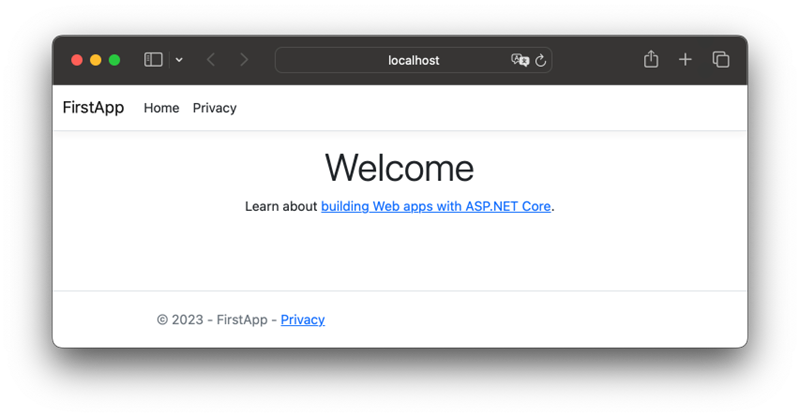 localhost
FirstApp Home Privacy
Welcome
Learn about building Web apps with ASP.NET Core.
© 2023 - FirstApp - Privacy